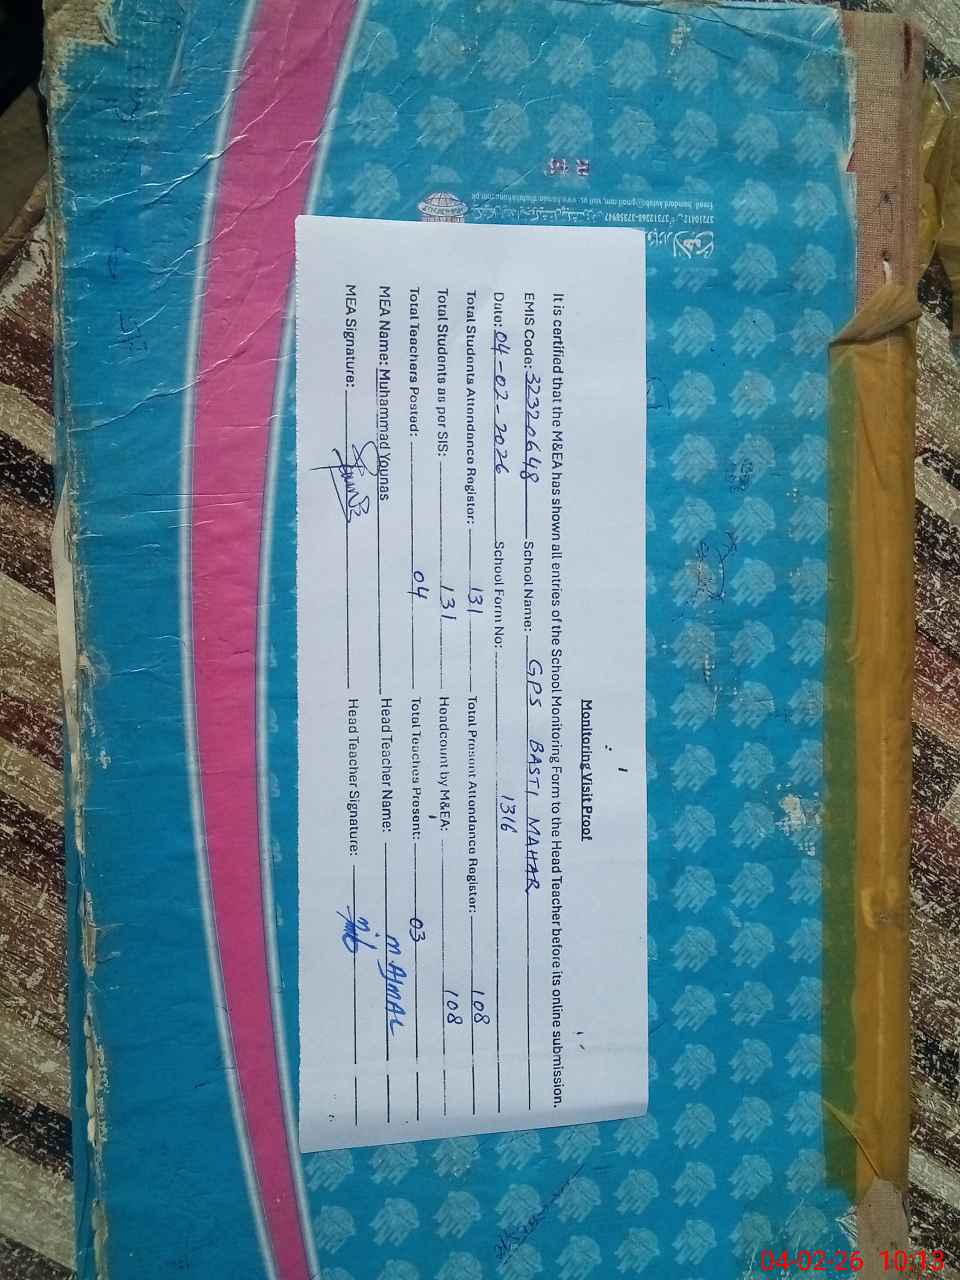 Monitoring Visit Proof
It is certified that the M&EA has shown all entries of the School Monitoring Form to the Head Teacher before its online submission.
EMIS Code: 32320648 School Name: GPS BASTI MAHAR
Date: 04-02-2026 School Form No: 1316
Total Students Attendance Register: 131 Total Present Attendance Register: 108
Total Students as per SIS: 131 Headcount by M&EA: 108
Total Teachers Posted: 04 Total Teaches Present: 03
MEA Name: Muhammad Younas Head Teacher Name: M. AJMAL
MEA Signature: Head Teacher Signature:
04-02-26 10:13